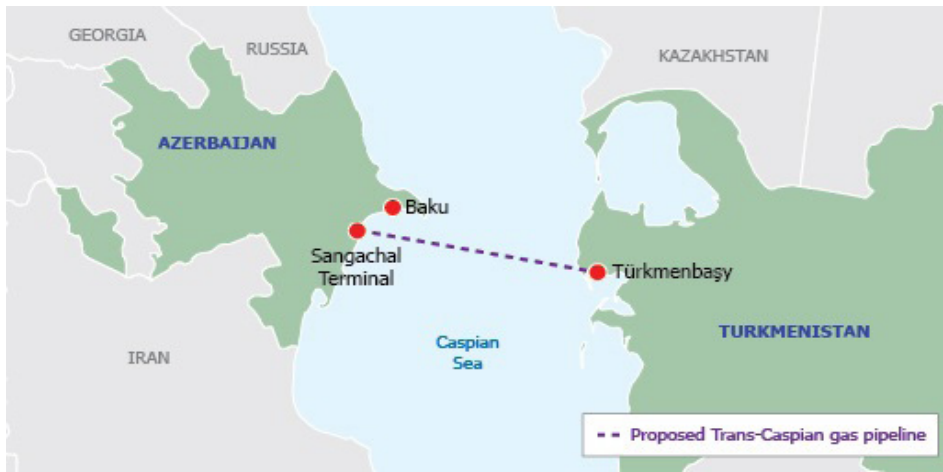 GEORGIA
RUSSIA
KAZAKHSTAN
AZERBAIJAN
Baku
Sangachal
Terminal
Türkmenbaşy
TURKMENISTAN
Caspian
Sea
IRAN
Proposed Trans-Caspian gas pipeline